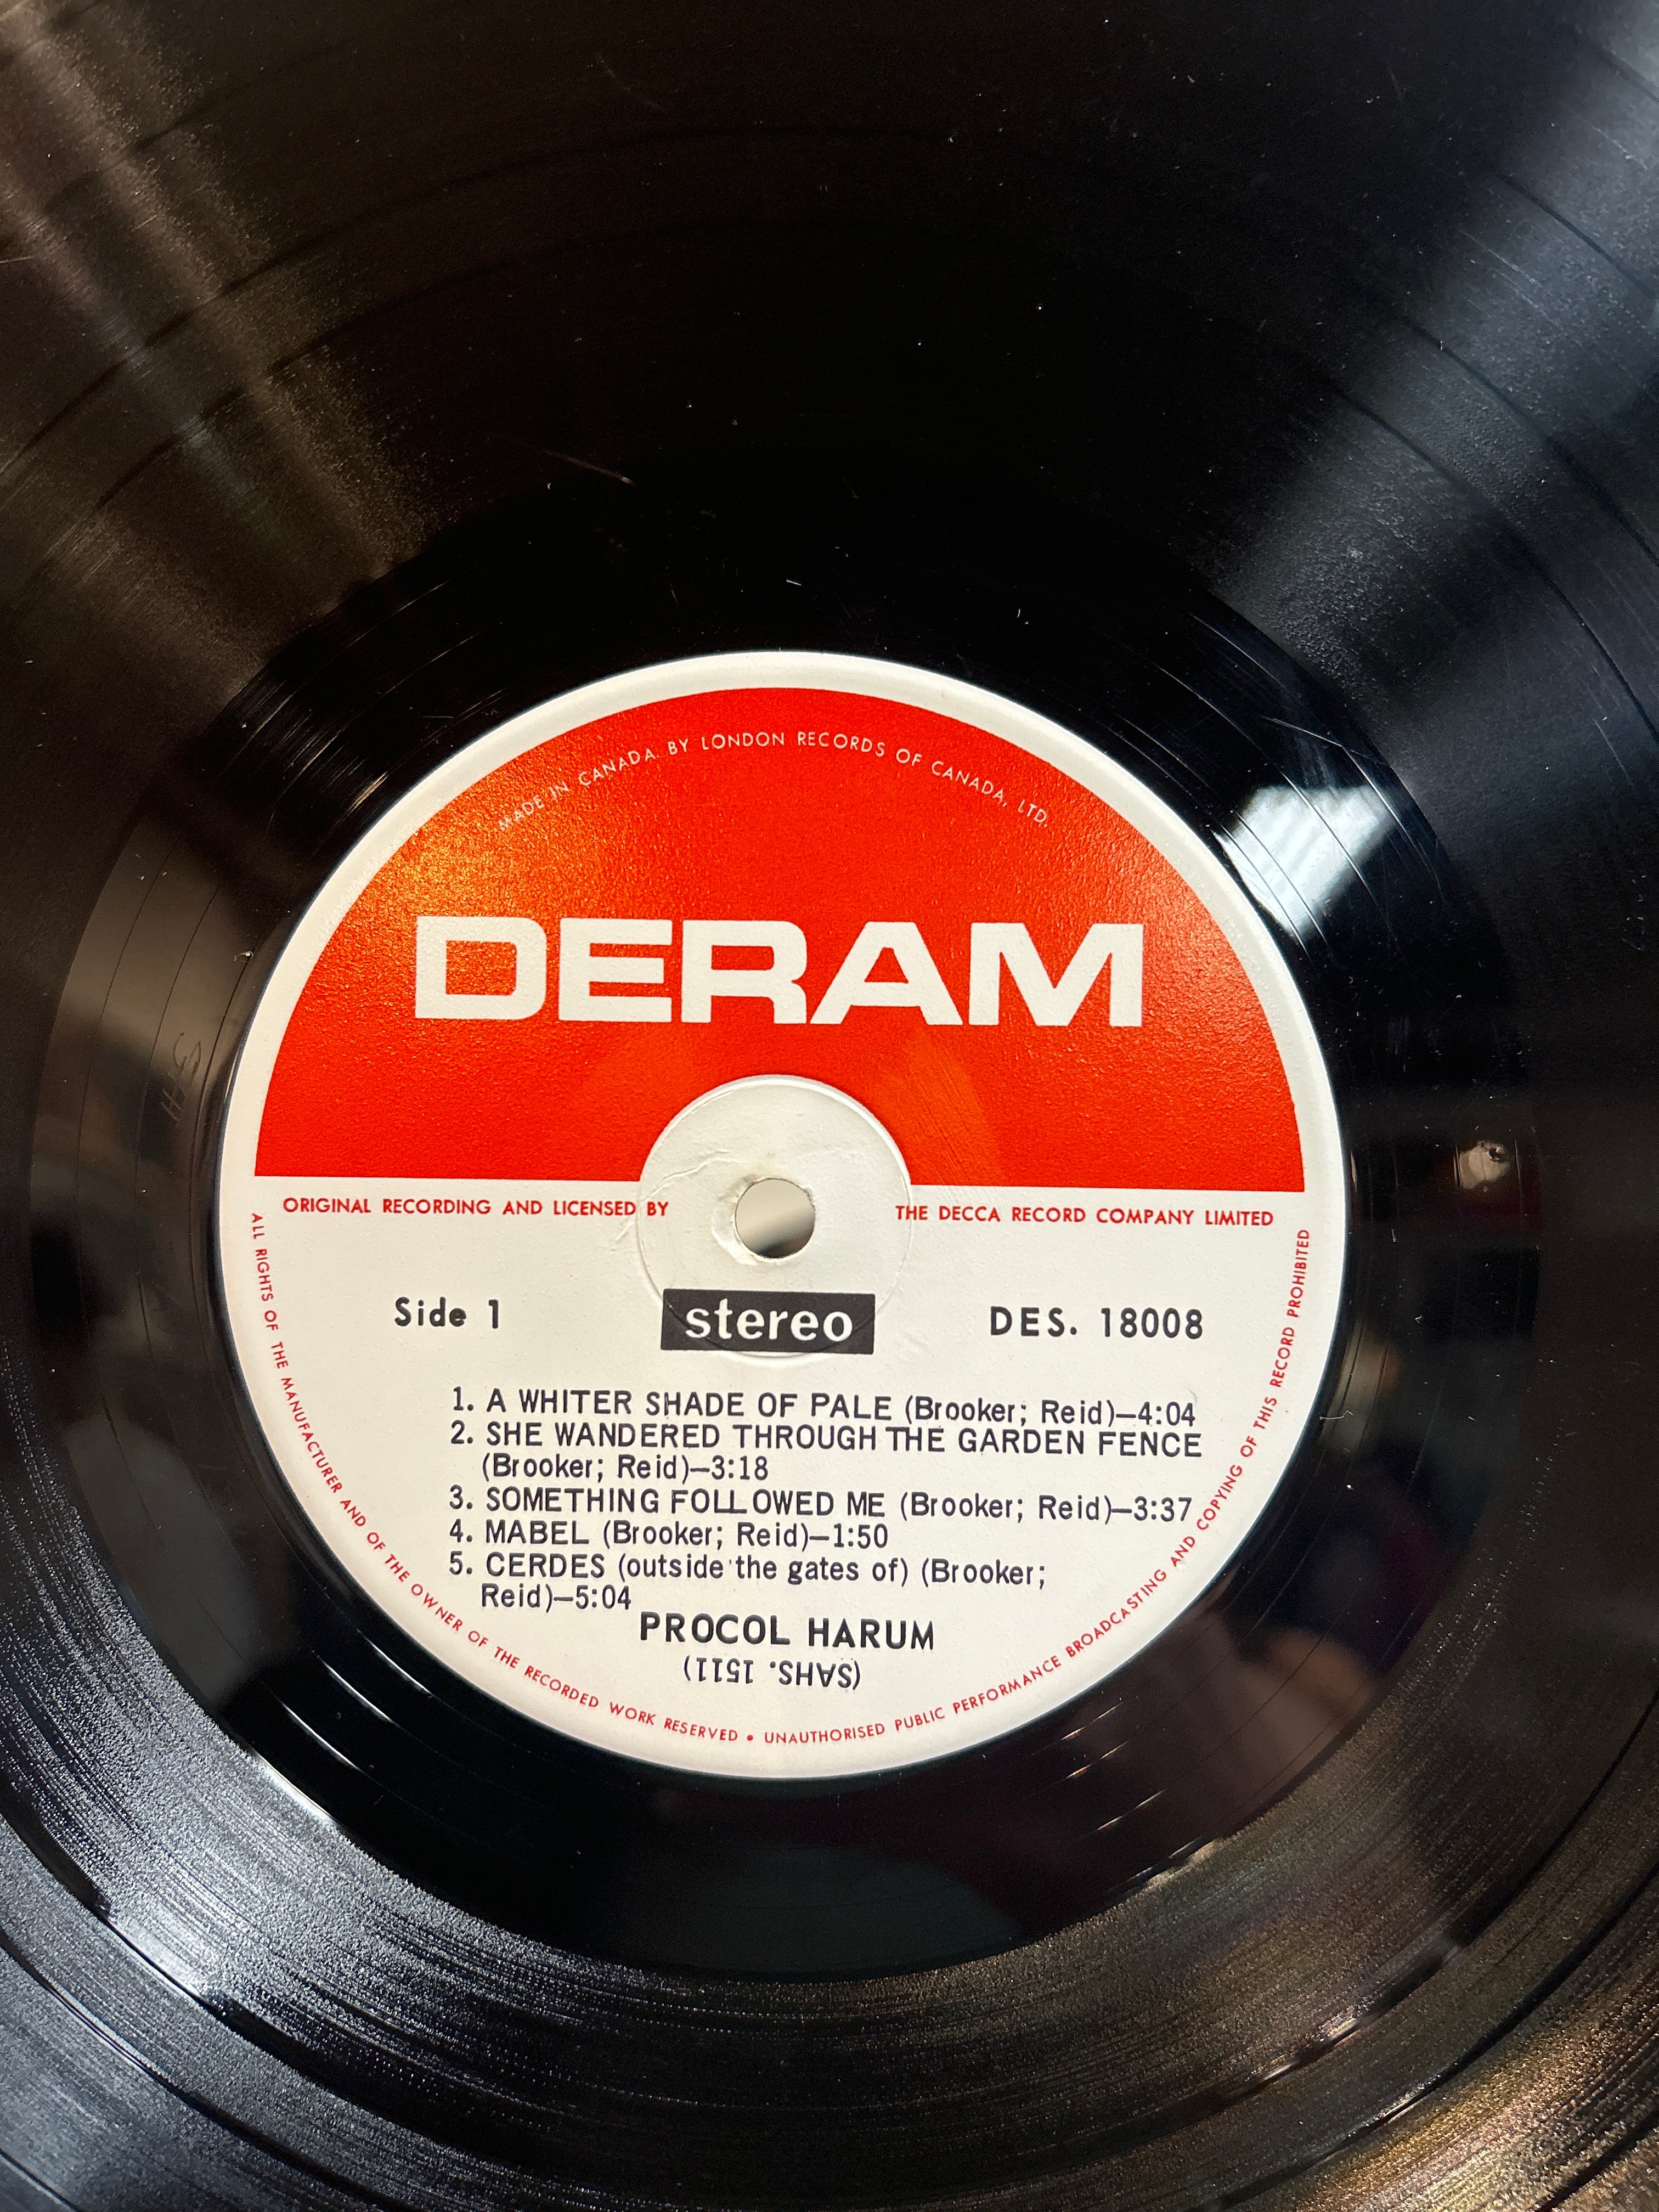 MADE IN CANADA BY LONDON RECORDS OF CANADA, LTD.
DERAM
ORIGINAL RECORDING AND LICENSED BY THE DECCA RECORD COMPANY LIMITED
Side 1
stereo
DES. 18008
1. A WHITER SHADE OF PALE (Brooker; Reid)—4:04
2. SHE WANDERED THROUGH THE GARDEN FENCE
(Brooker; Reid)—3:18
3. SOMETHING FOLLOWED ME (Brooker; Reid)—3:37
4. MABEL (Brooker; Reid)—1:50
5. CERDES (outside the gates of) (Brooker;
Reid)—5:04
PROCOL HARUM
(SAHS. 1511)
ALL RIGHTS OF THE MANUFACTURER AND OF THE OWNER OF THE RECORDED WORK RESERVED • UNAUTHORISED PUBLIC PERFORMANCE BROADCASTING AND COPYING OF THIS RECORD PROHIBITED